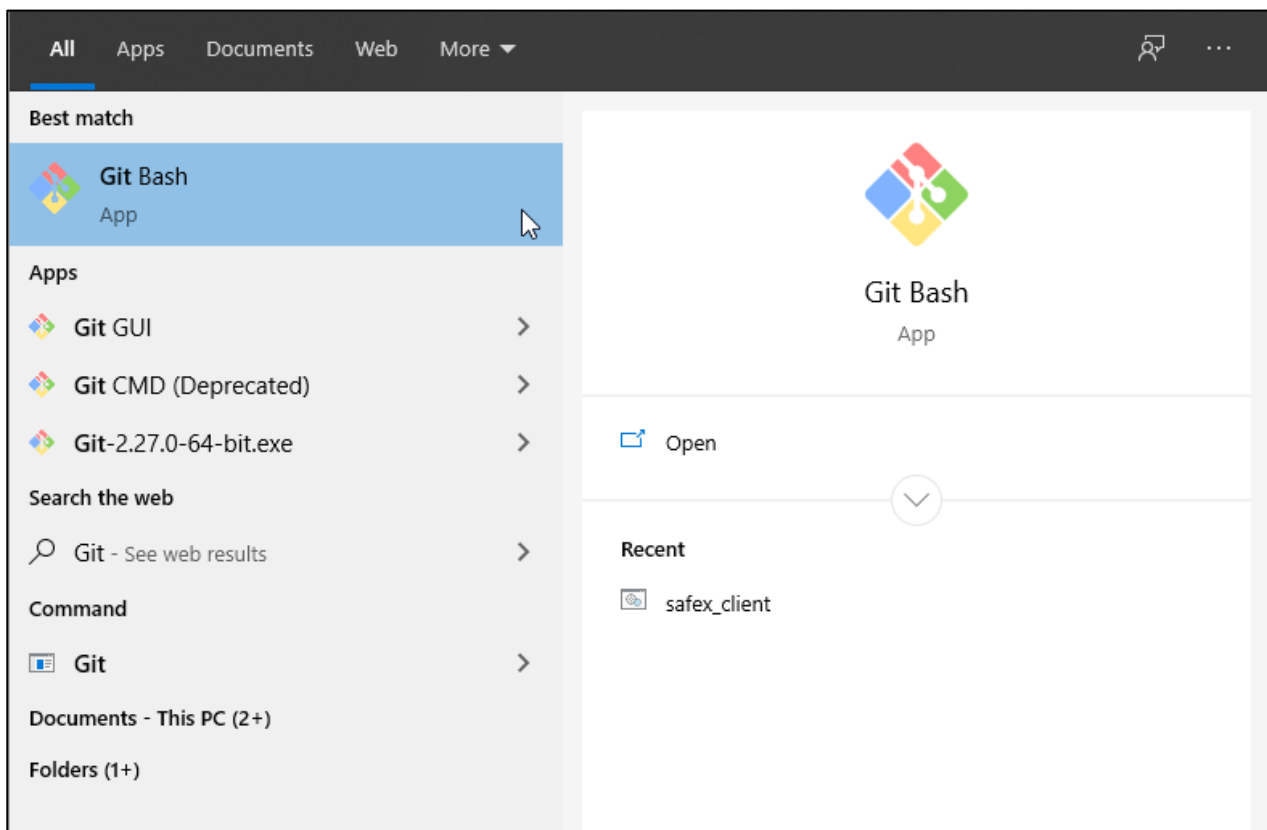 All Apps Documents Web More
Best match
Git Bash
App
Apps
Git GUI
Git CMD (Deprecated)
Git-2.27.0-64-bit.exe
Search the web
Git - See web results
Command
Git
Documents - This PC (2+)
Folders (1+)
Git Bash
App
Open
Recent
safex_client